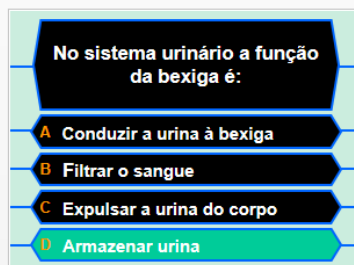 No sistema urinário a função
da bexiga é:
A Conduzir a urina à bexiga
B Filtrar o sangue
C Expulsar a urina do corpo
D Armazenar urina